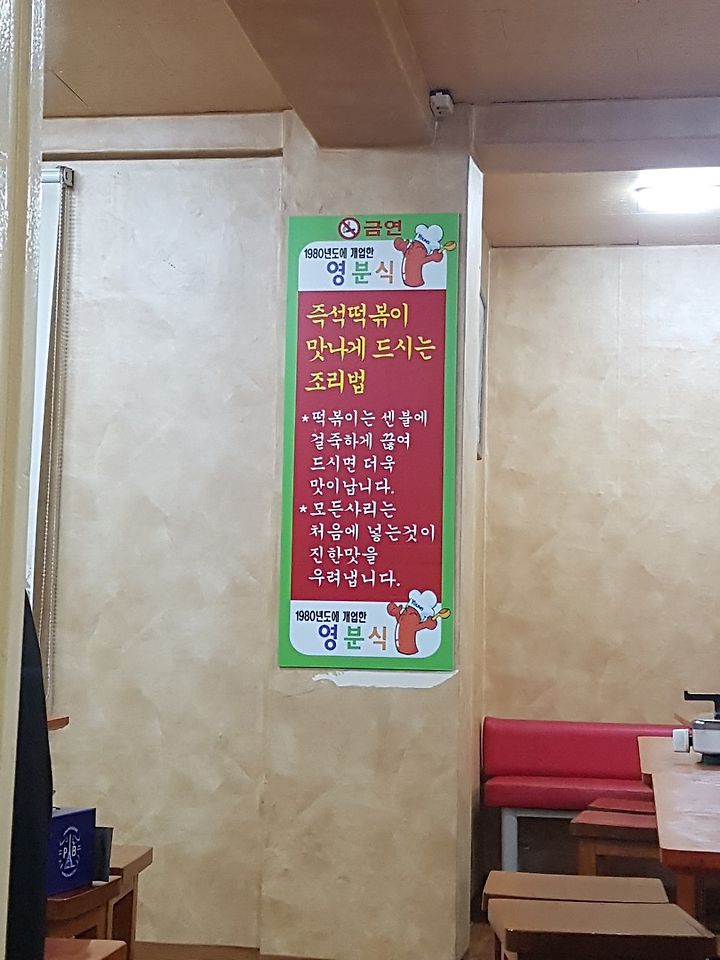 금연
1980년도에 개업한
영분식
즉석떡볶이
맛나게 드시는
조리법
*떡볶이는 센불에
걸죽하게 끓여
드시면 더욱
맛이납니다.
*모든사리는
처음에 넣는것이
진한맛을
우려냅니다.
1980년도에 개업한
영분식
PB